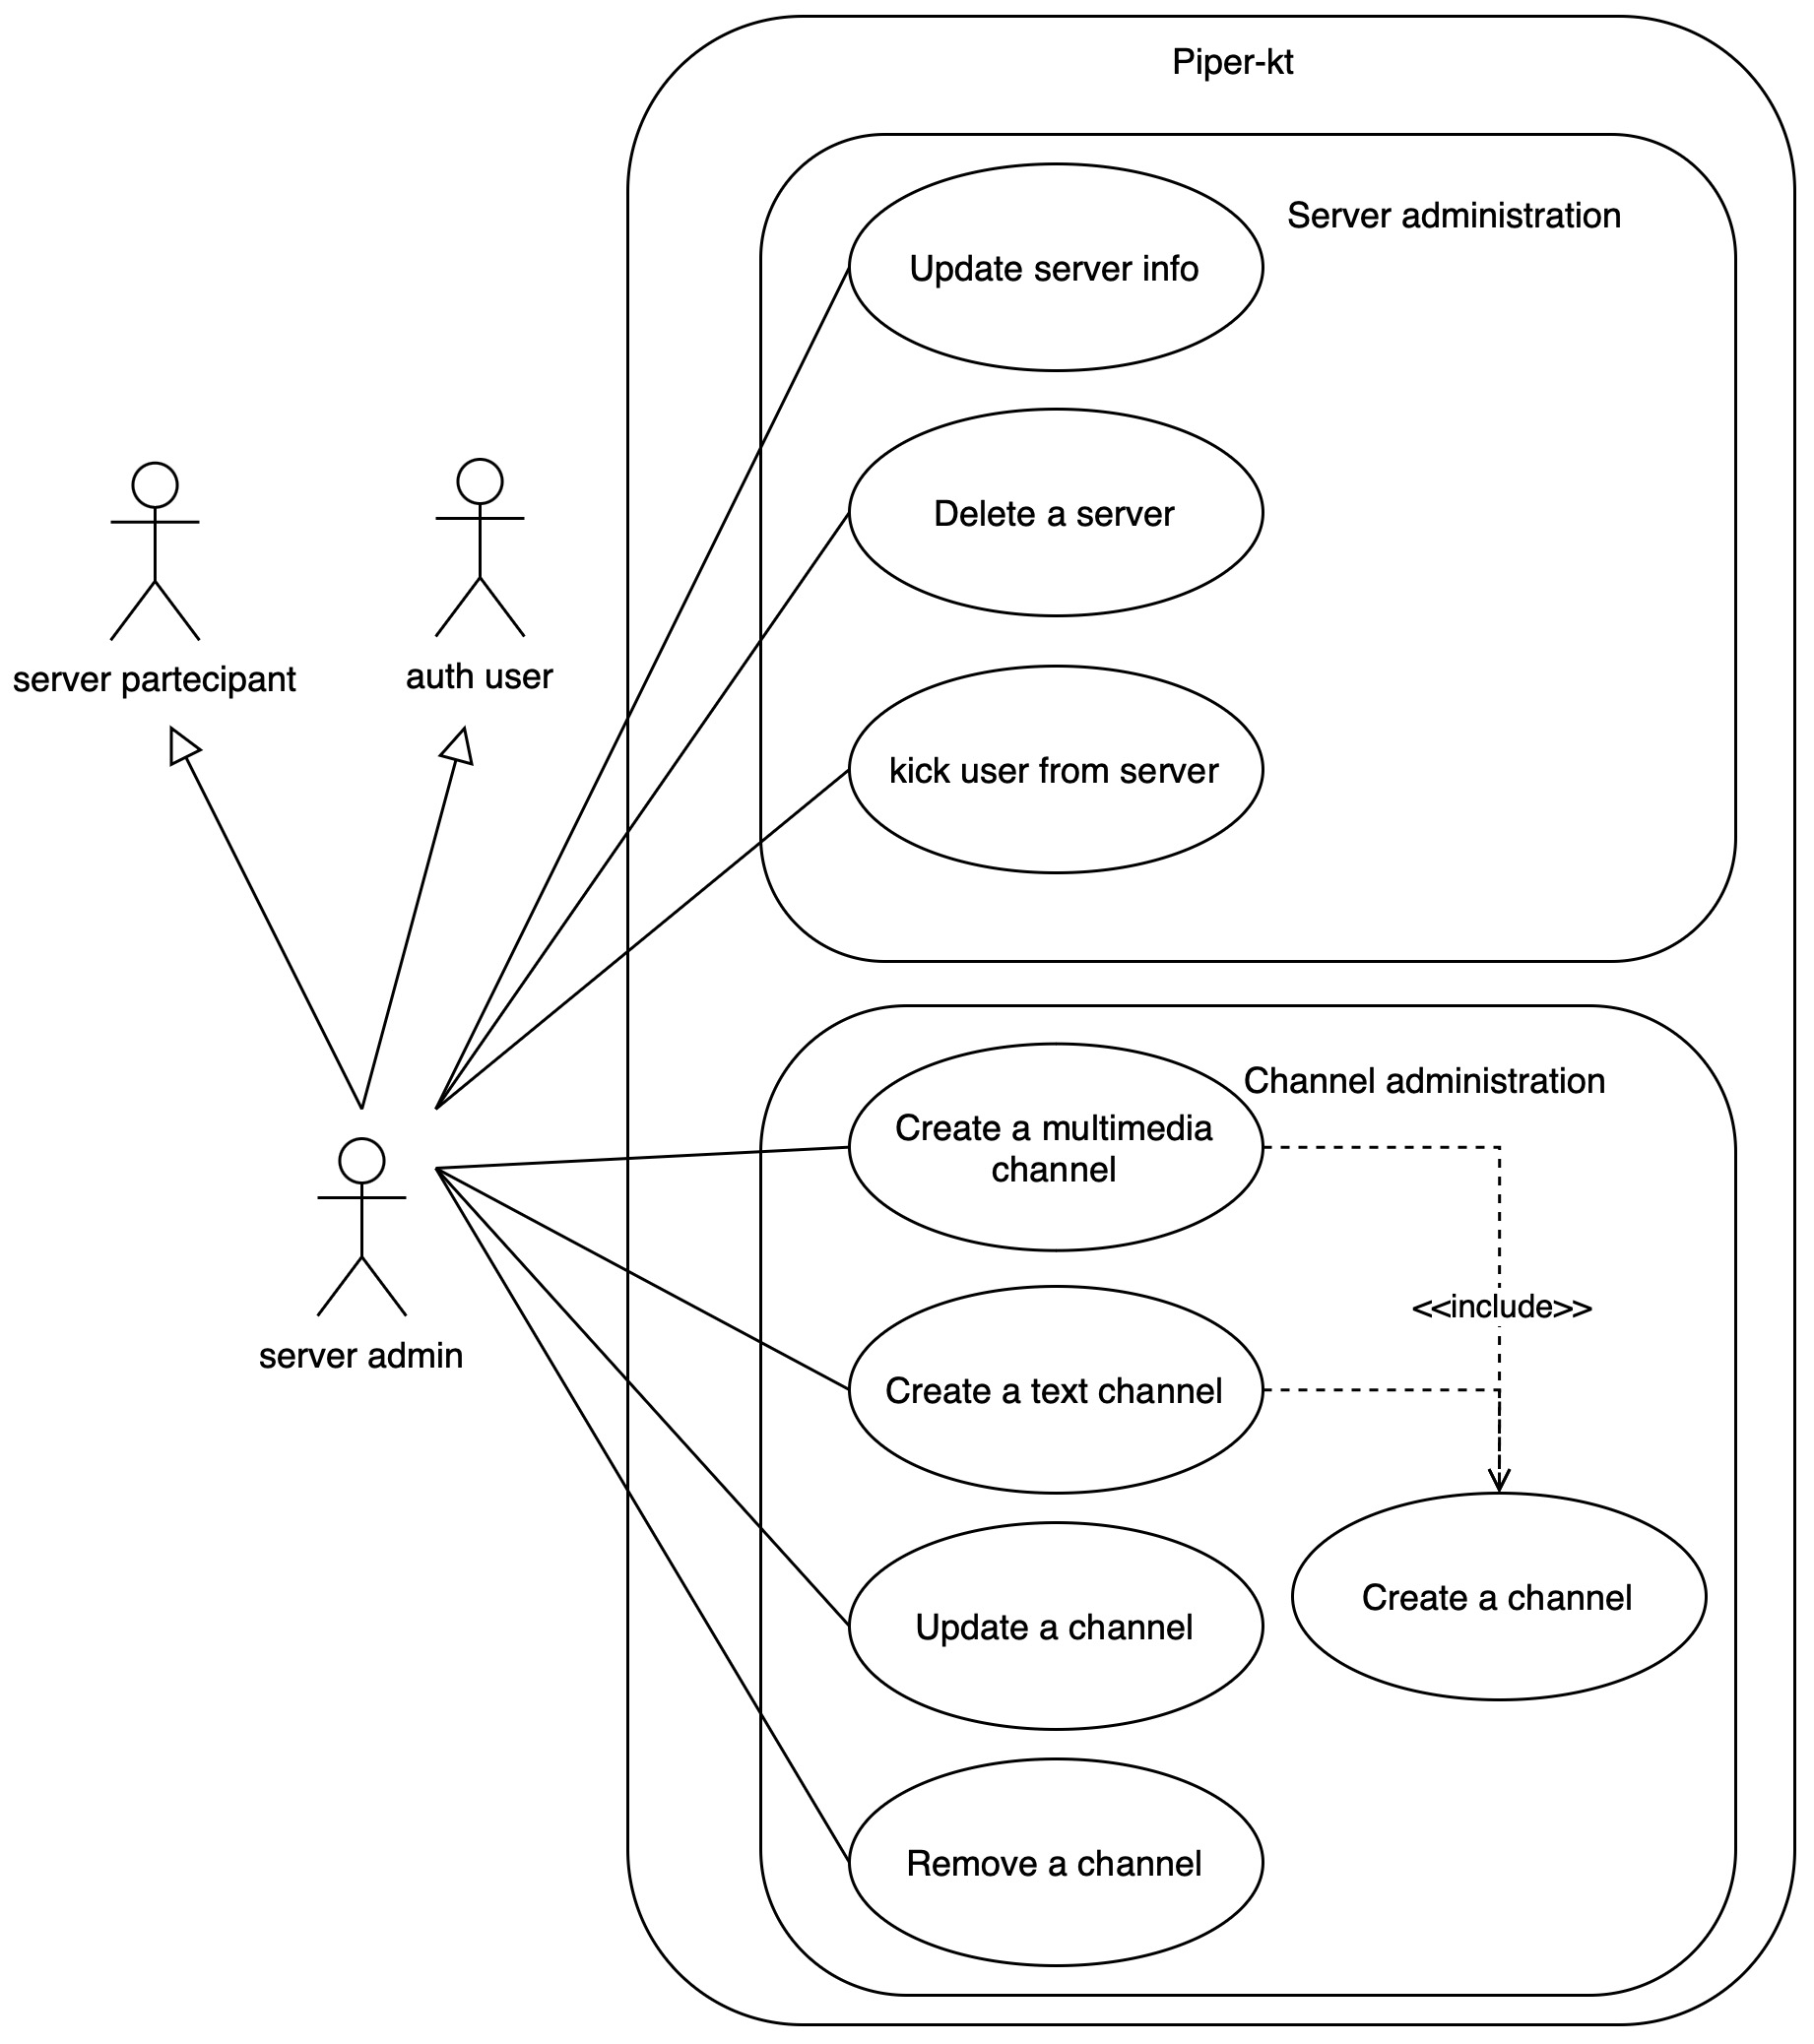 Piper-kt
Server administration
Update server info
Delete a server
kick user from server
server partecipant
auth user
Channel administration
Create a multimedia
channel
<<include>>
server admin
Create a text channel
Create a channel
Update a channel
Remove a channel